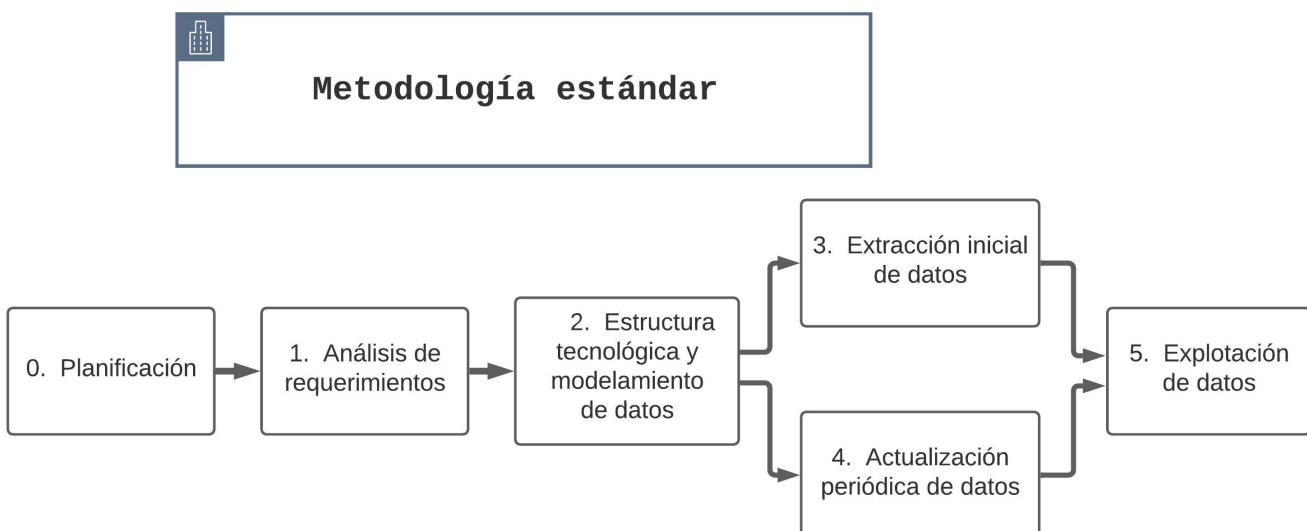 Metodología estándar
3. Extracción inicial
de datos
0. Planificación
1. Análisis de
requerimientos
2. Estructura
tecnológica y
modelamiento
de datos
5. Explotación
de datos
4. Actualización
periódica de datos